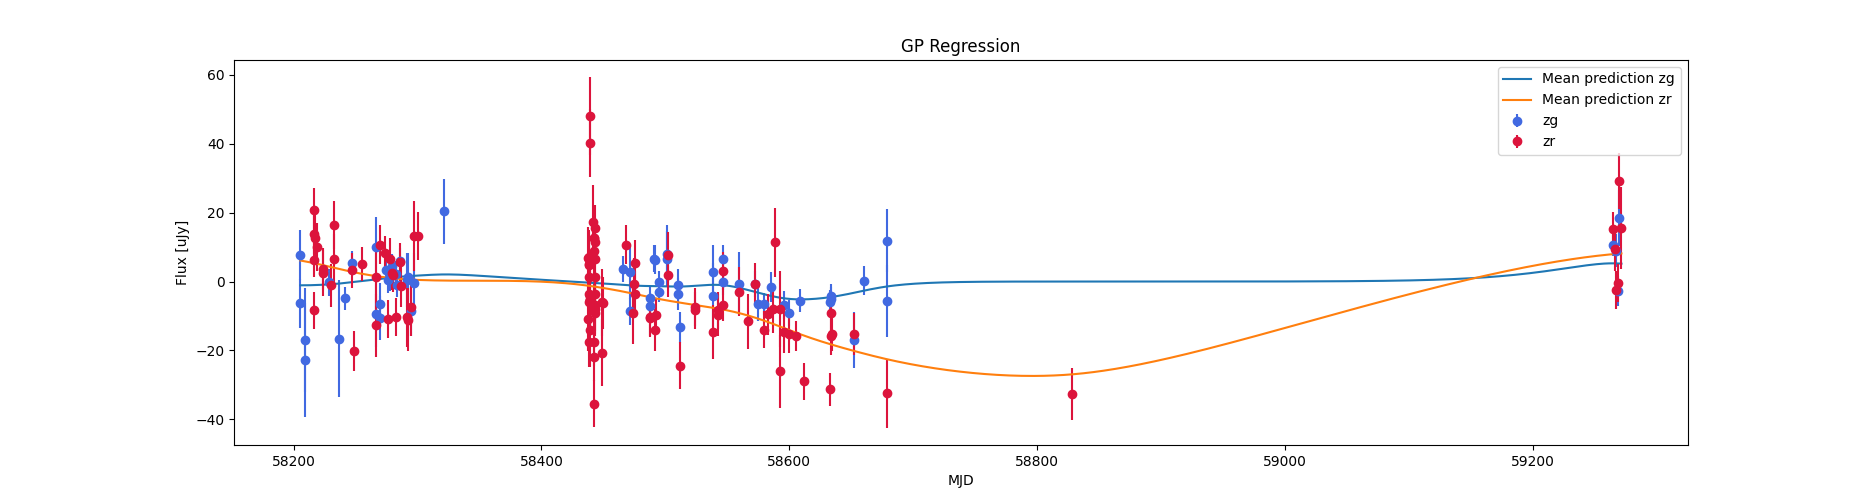 GP Regression
Mean prediction zg
Mean prediction zr
zg
zr
60
40
20
0
−20
−40
Flux [uJy]
58200
58400
58600
58800
59000
59200
MJD